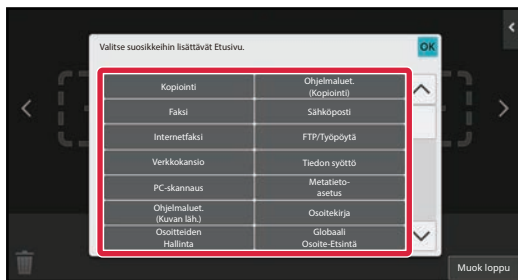 Valitse suosikkeihin lisättävät Etusivu.
OK
Kopiointi
Ohjelmaluet.
(Kopiointi)
Faksi
Sähköposti
Internetfaksi
FTP/Työpöytä
Verkkokansio
Tiedon syöttö
PC-skannaus
Metatieto-
asetus
Ohjelmaluet.
(Kuvan läh.)
Osoitekirja
Osoitteiden
Hallinta
Globaali
Osoite-Etsintä
Muok loppu